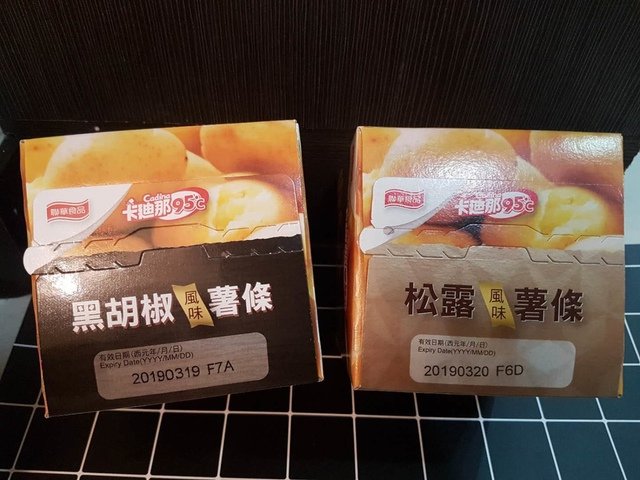 聯華食品
Cadina
卡迪那95℃
黑胡椒風味薯條
有效日期(西元年/月/日)
Expiry Date(YYYY/MM/DD)
20190319 F7A
聯華食品
卡迪那95℃
松露風味薯條
有效日期(西元年/月/日)
Expiry Date(YYYY/MM/DD)
20190320 F6D